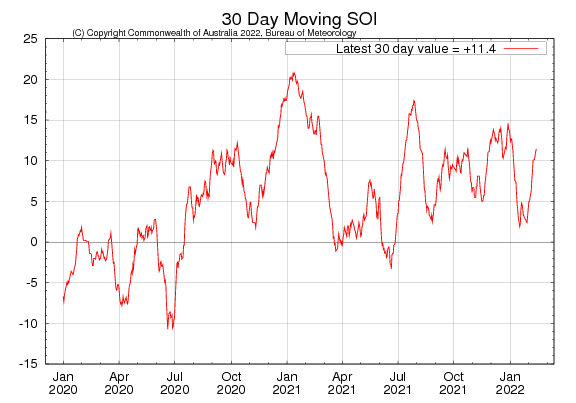 30 Day Moving SOI
(C) Copyright Commonwealth of Australia 2022, Bureau of Meteorology
Latest 30 day value = +11.4
25
20
15
10
5
0
-5
-10
-15
Jan Apr Jul Oct Jan Apr Jul Oct Jan
2020 2020 2020 2020 2021 2021 2021 2021 2022